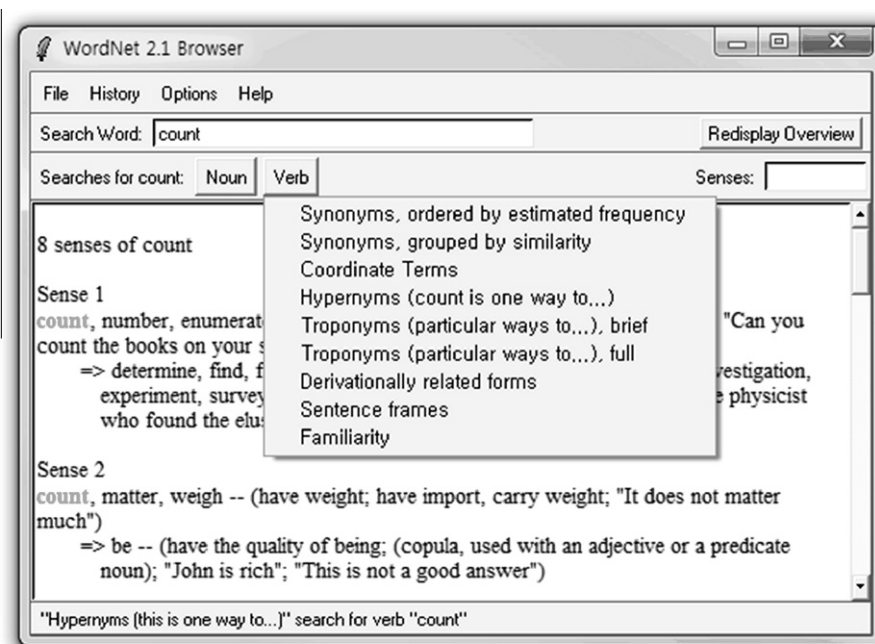 WordNet 2.1 Browser
File History Options Help
Search Word: count Redisplay Overview
Searches for count: Noun Verb Senses:
Synonyms, ordered by estimated frequency
Synonyms, grouped by similarity
Coordinate Terms
Hypernyms (count is one way to...)
Troponyms (particular ways to...), brief
Troponyms (particular ways to...), full
Derivationally related forms
Sentence frames
Familiarity
8 senses of count
Sense 1
count, number, enumerat "Can you
count the books on your s
=> determine, find, f vestigation,
experiment, survey e physicist
who found the elus
Sense 2
count, matter, weigh -- (have weight; have import, carry weight; "It does not matter
much")
=> be -- (have the quality of being; (copula, used with an adjective or a predicate
noun); "John is rich"; "This is not a good answer")
"Hypernyms (this is one way to...)" search for verb "count"